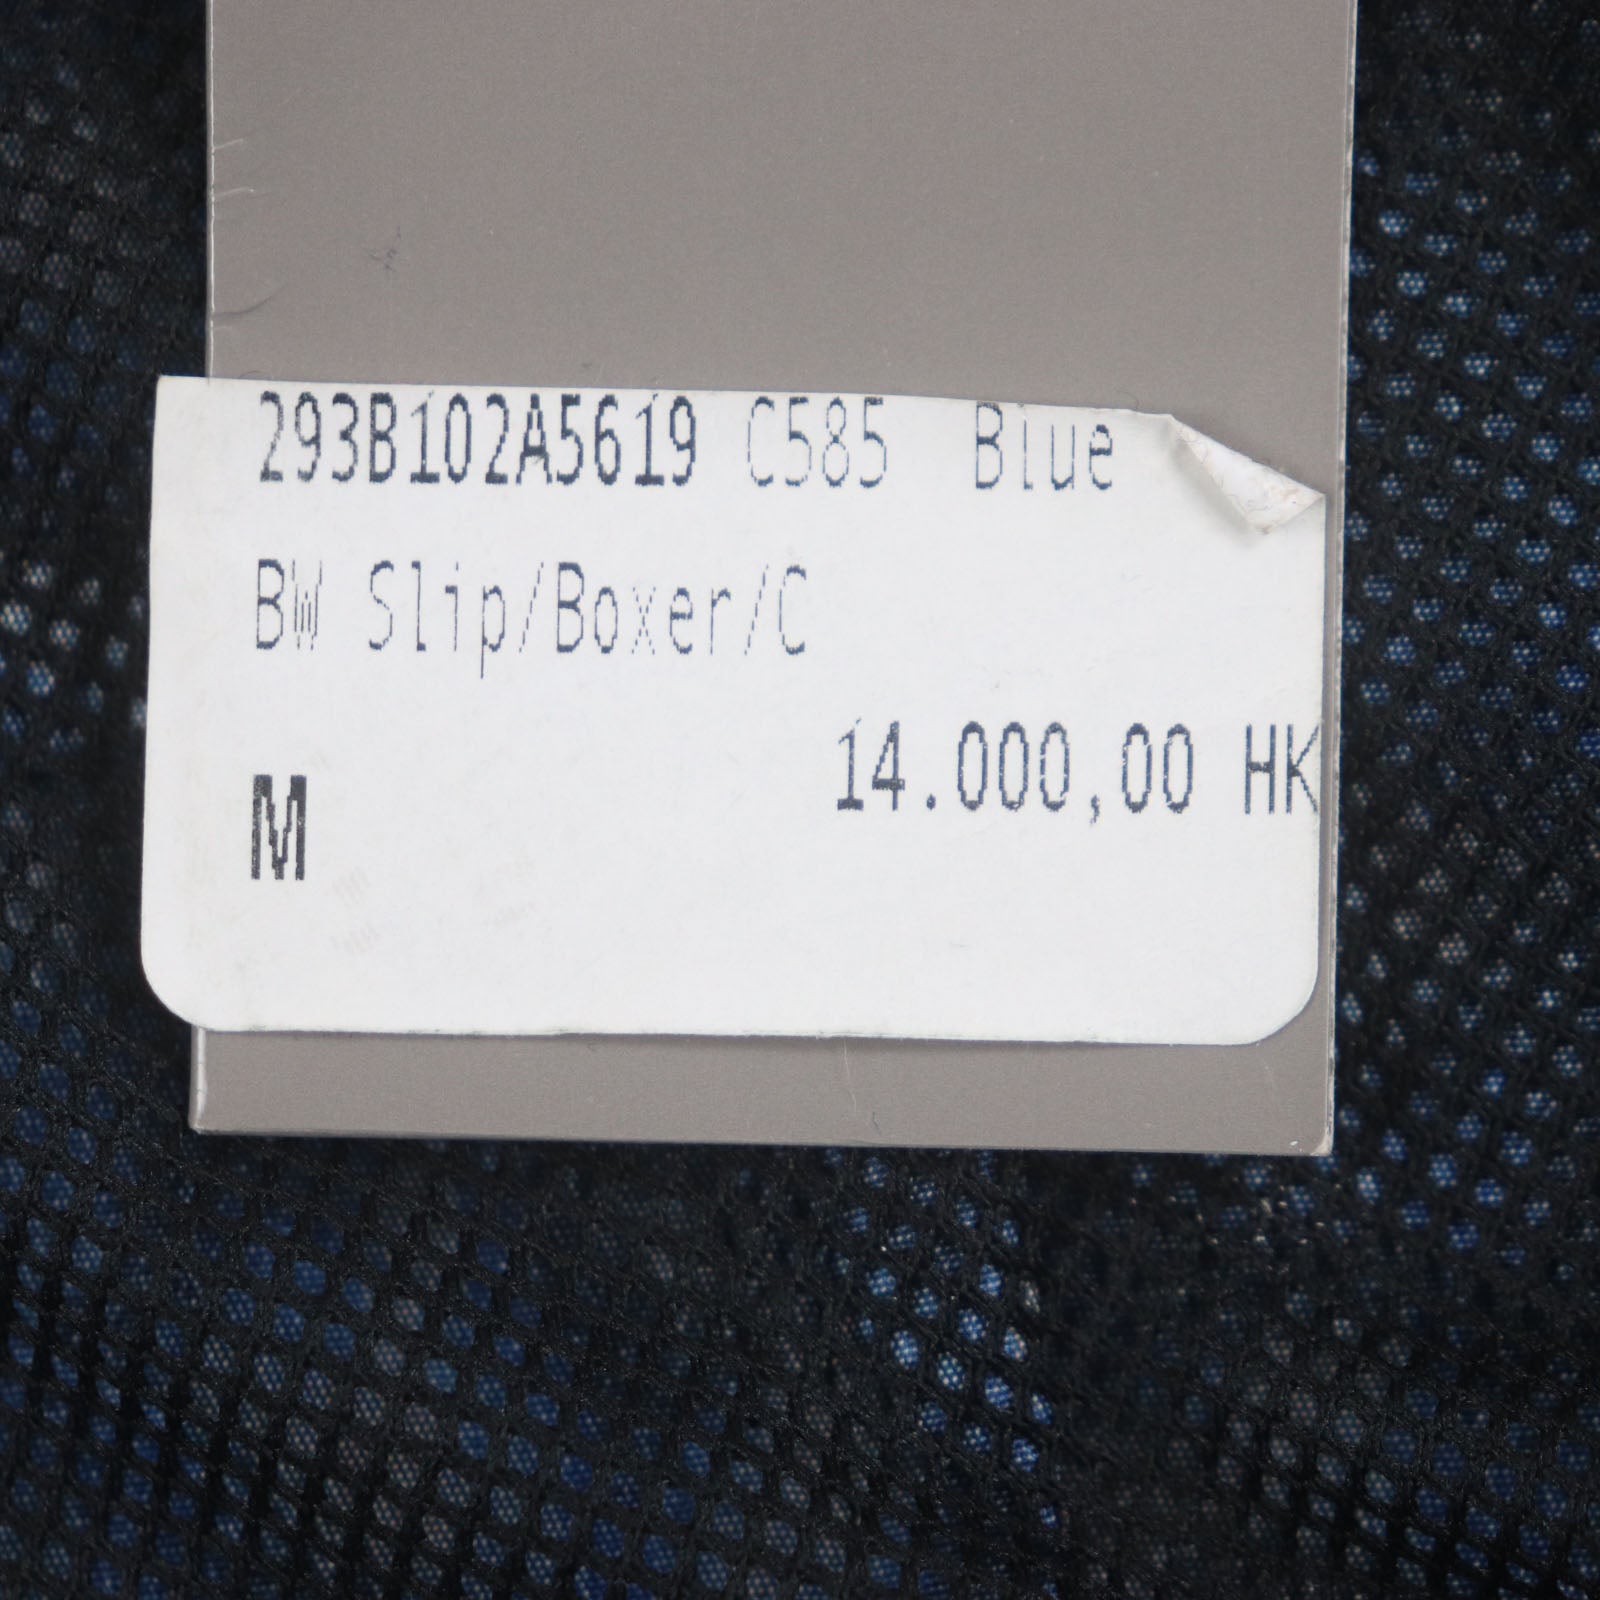 293B102A5619 C585 Blue
BW Slip/Boxer/C
14.000,00 HK
M